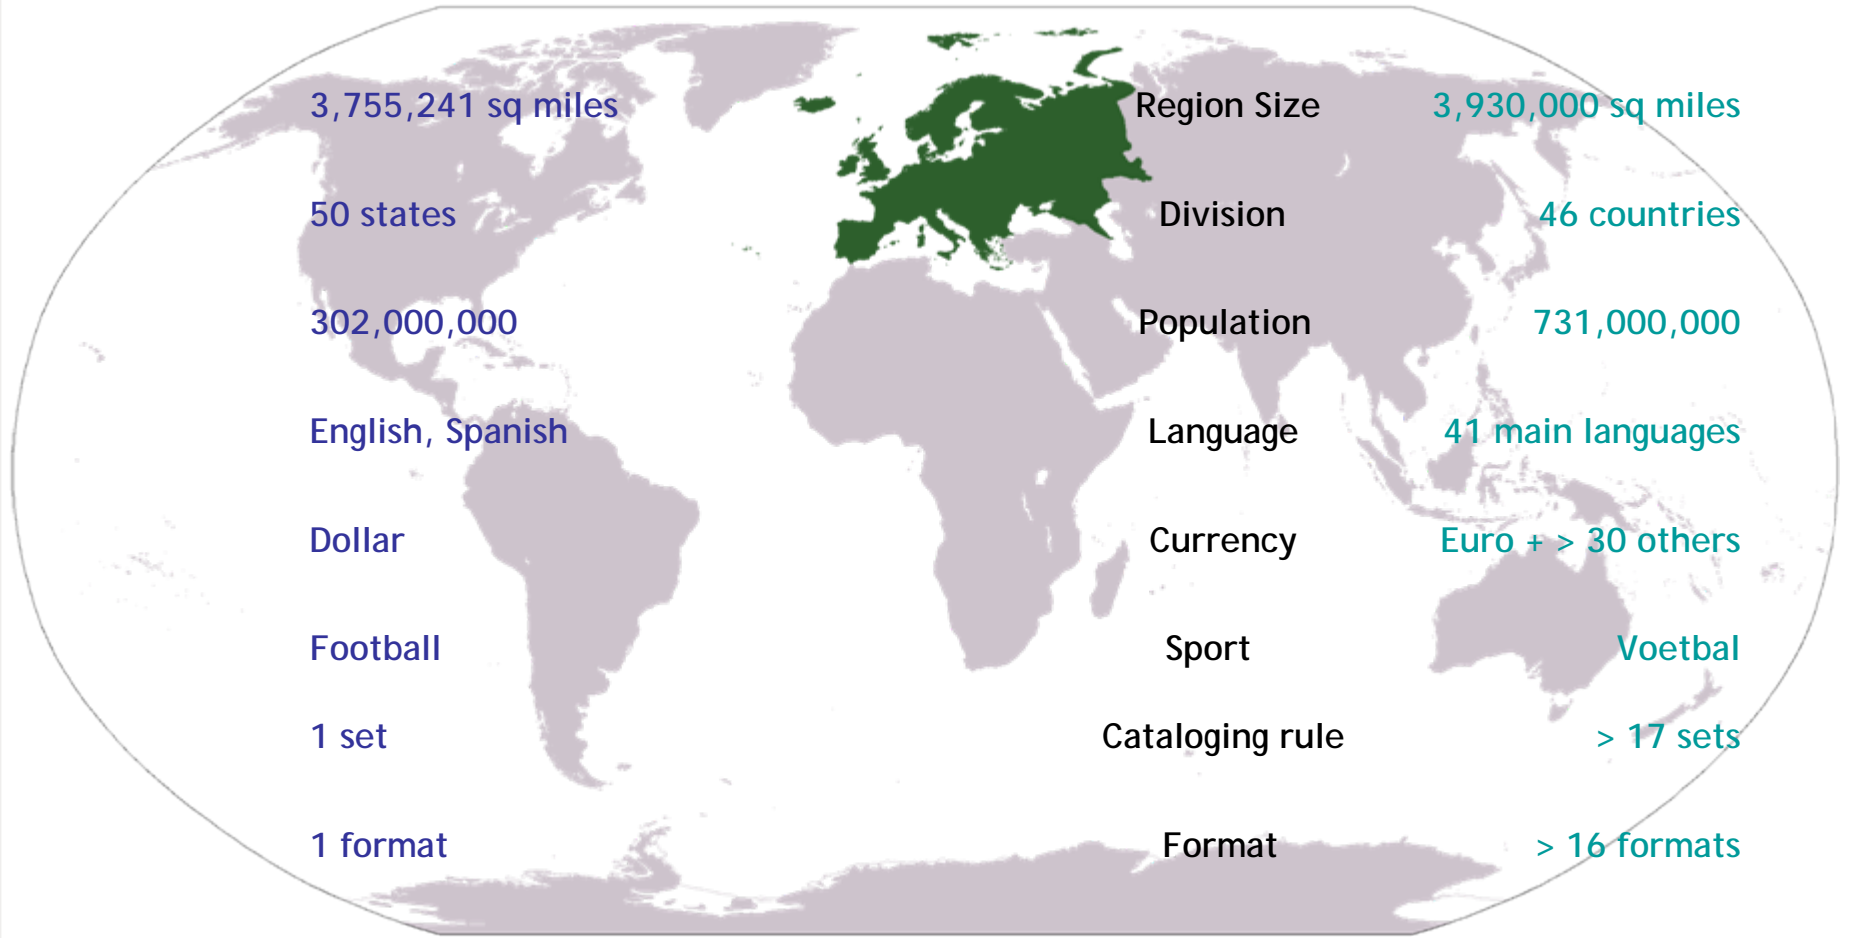 3,755,241 sq miles Region Size 3,930,000 sq miles
50 states Division 46 countries
302,000,000 Population 731,000,000
English, Spanish Language 41 main languages
Dollar Currency Euro + > 30 others
Football Sport Voetbal
1 set Cataloging rule > 17 sets
1 format Format > 16 formats